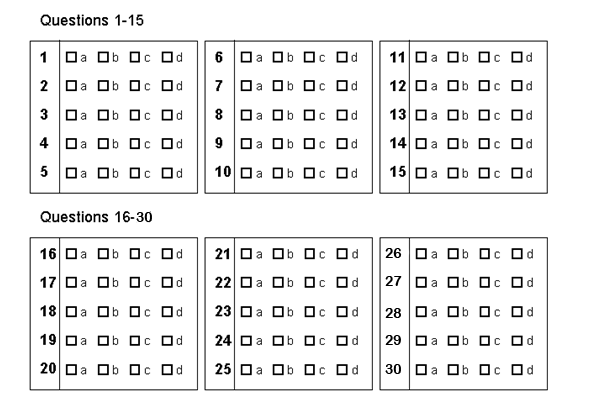 Questions 1-15
1 a b c d 6 a b c d 11 a b c d
2 a b c d 7 a b c d 12 a b c d
3 a b c d 8 a b c d 13 a b c d
4 a b c d 9 a b c d 14 a b c d
5 a b c d 10 a b c d 15 a b c d
Questions 16-30
16 a b c d 21 a b c d 26 a b c d
17 a b c d 22 a b c d 27 a b c d
18 a b c d 23 a b c d 28 a b c d
19 a b c d 24 a b c d 29 a b c d
20 a b c d 25 a b c d 30 a b c d